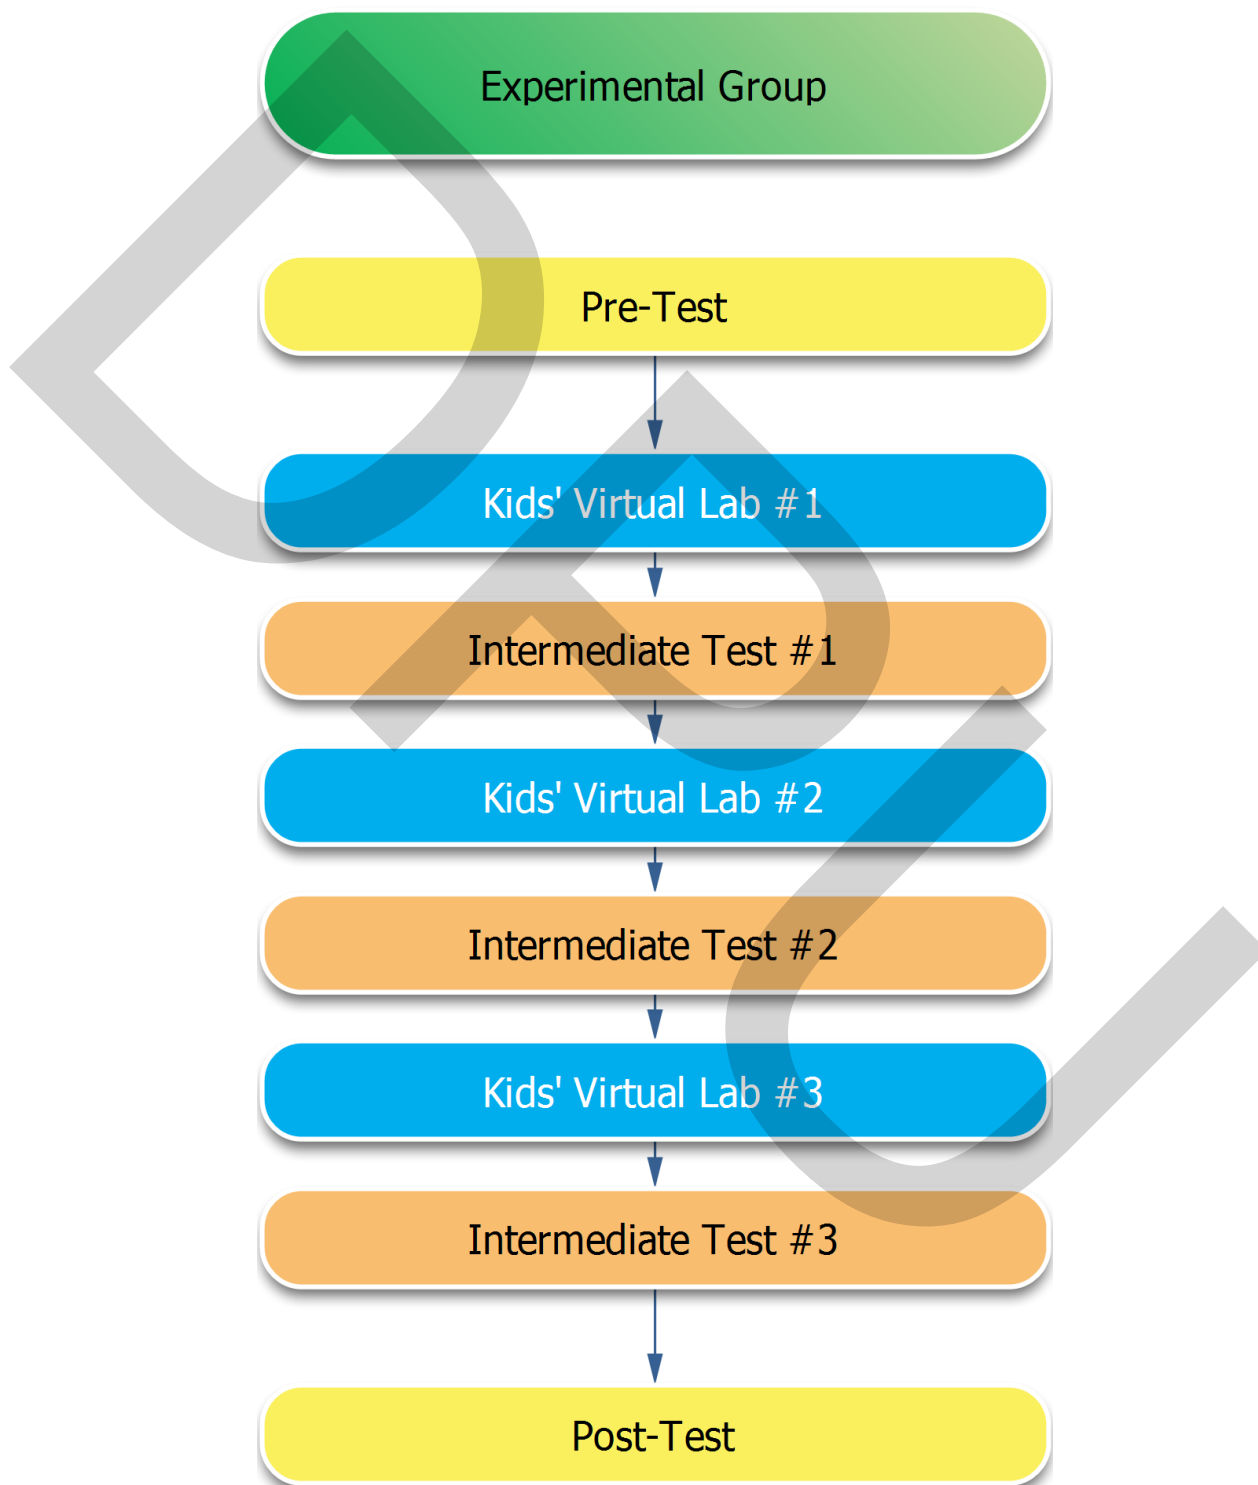 Experimental Group
Pre-Test
Kids' Virtual Lab #1
Intermediate Test #1
Kids' Virtual Lab #2
Intermediate Test #2
Kids' Virtual Lab #3
Intermediate Test #3
Post-Test
DPU